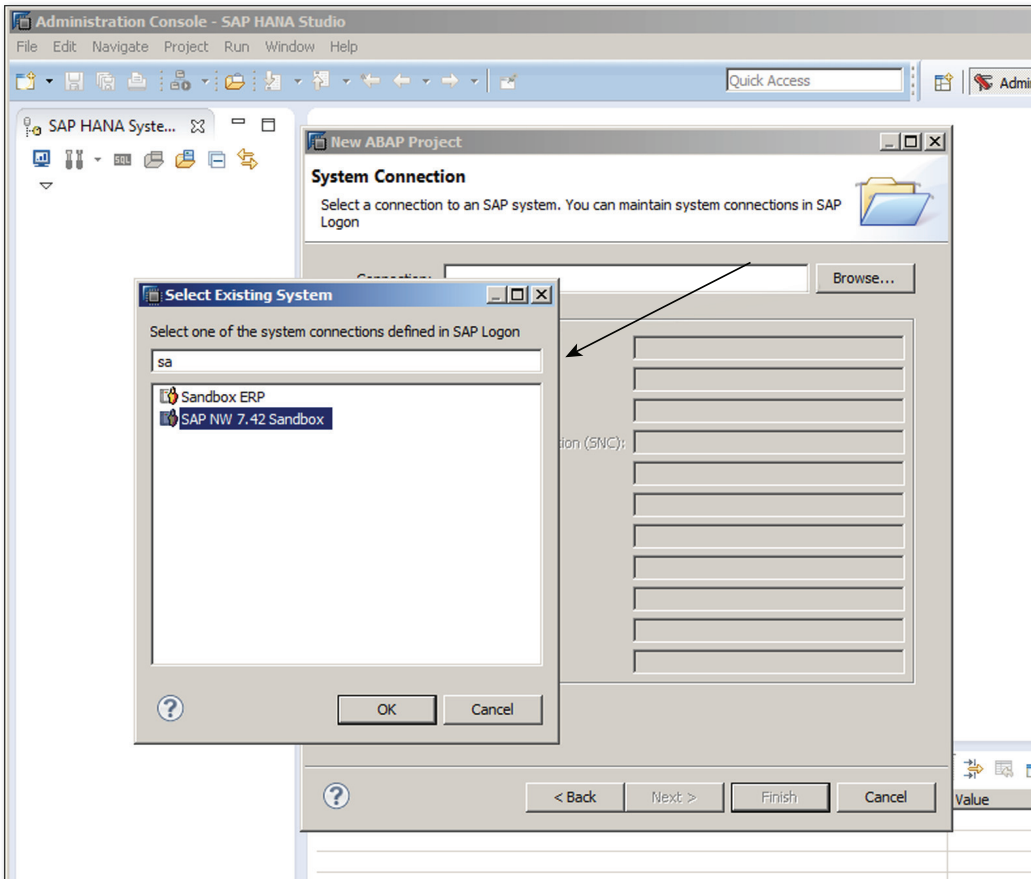 Administration Console - SAP HANA Studio
File Edit Navigate Project Run Window Help
Quick Access
SAP HANA Syste...
SQL
New ABAP Project
System Connection
Select a connection to an SAP system. You can maintain system connections in SAP
Logon
Browse...
Select Existing System
Select one of the system connections defined in SAP Logon
sa
Sandbox ERP
SAP NW 7.42 Sandbox
(SNC):
OK Cancel
< Back Next > Finish Cancel
Value